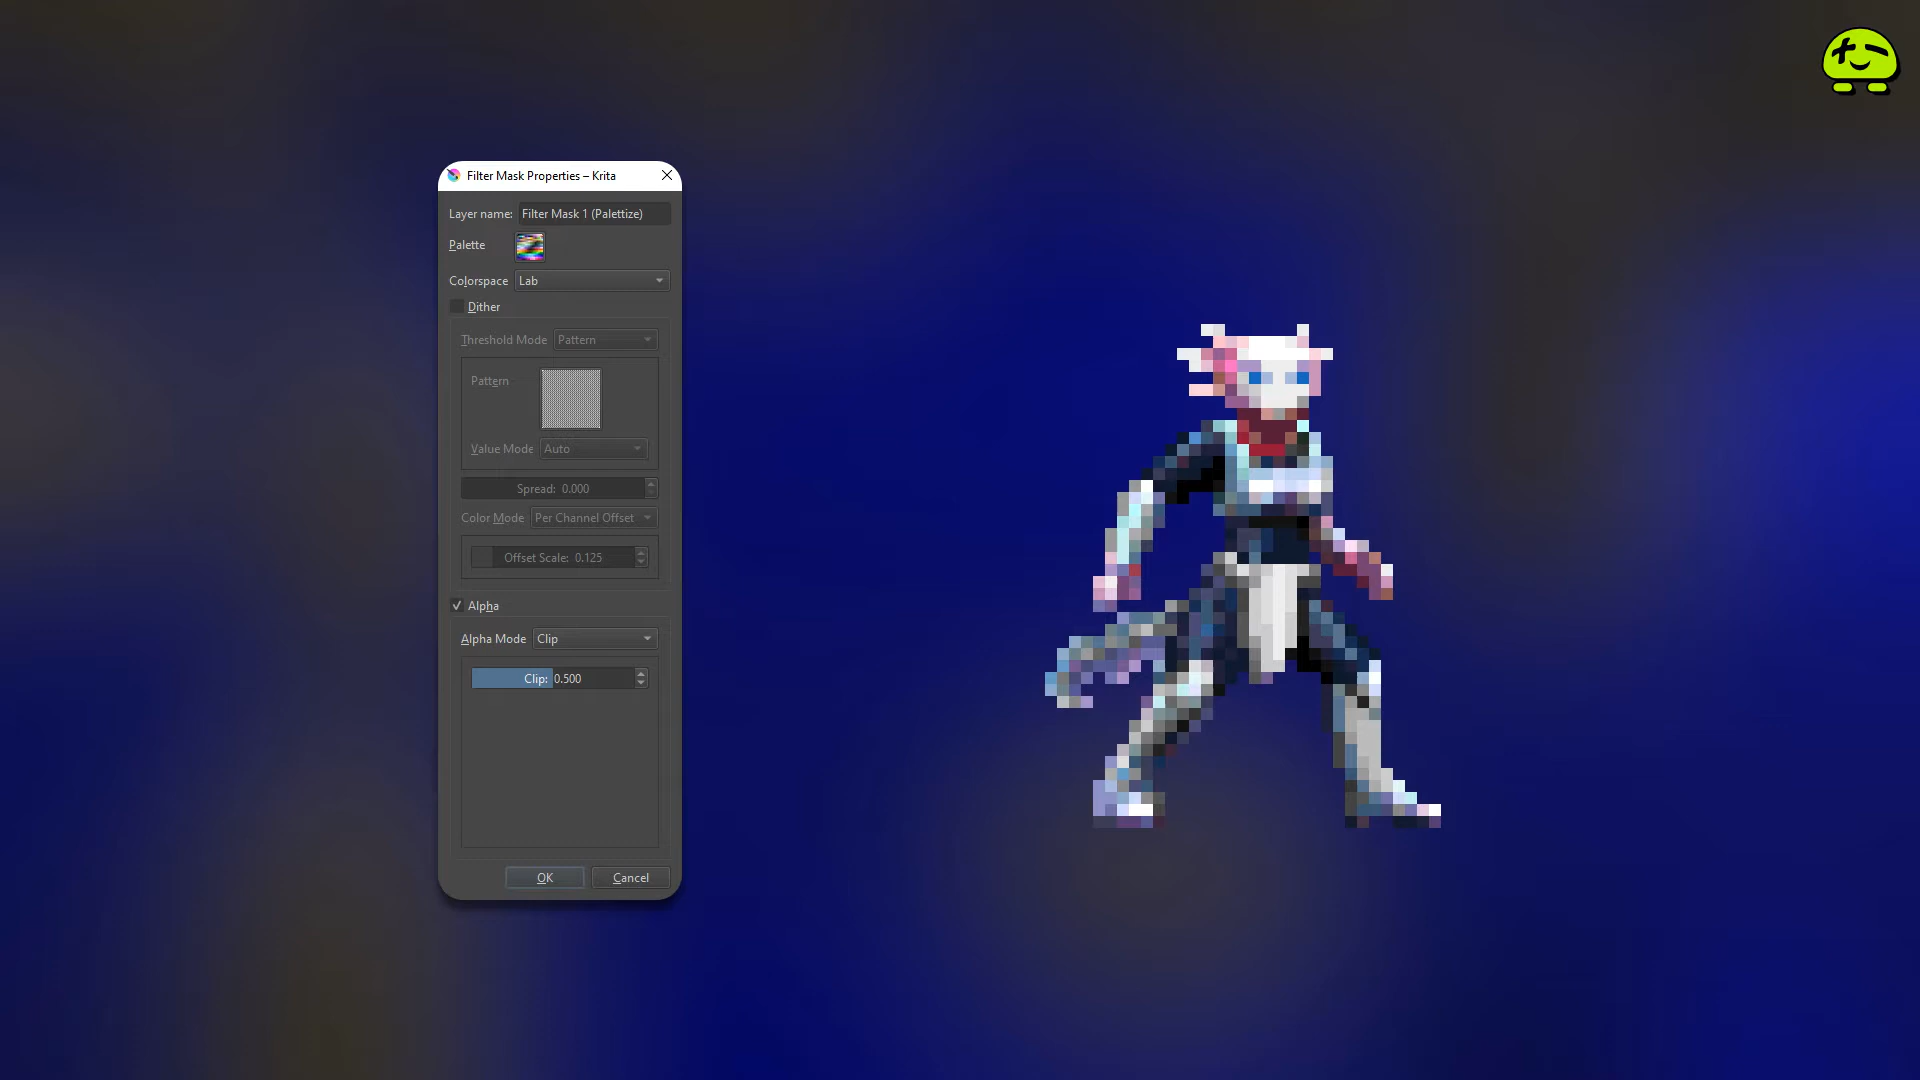 Filter Mask Properties – Krita
Layer name: Filter Mask 1 (Palettize)
Palette
Colorspace Lab
Dither
Threshold Mode Pattern
Pattern
Value Mode Auto
Spread: 0.000
Color Mode Per Channel Offset
Offset Scale: 0.125
Alpha
Alpha Mode Clip
Clip: 0.500
OK Cancel